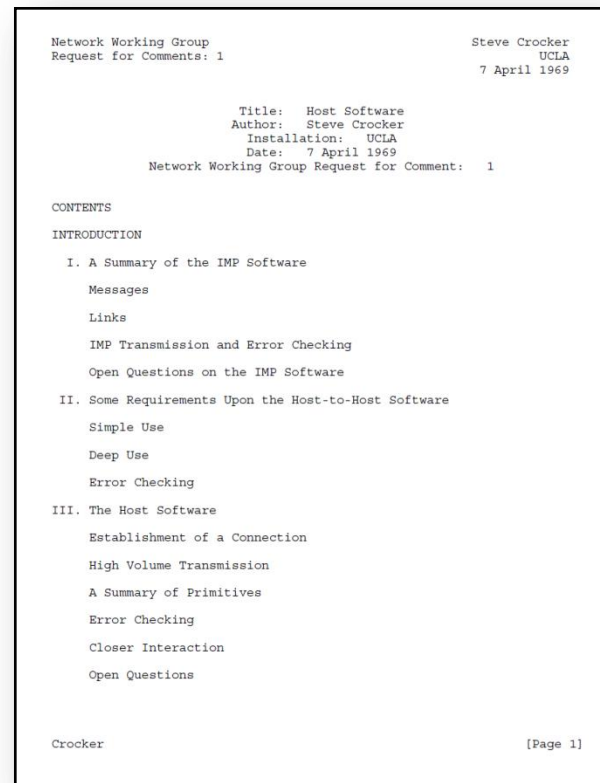 Network Working Group Steve Crocker
Request for Comments: 1 UCLA
7 April 1969
Title: Host Software
Author: Steve Crocker
Installation: UCLA
Date: 7 April 1969
Network Working Group Request for Comment: 1
CONTENTS
INTRODUCTION
I. A Summary of the IMP Software
Messages
Links
IMP Transmission and Error Checking
Open Questions on the IMP Software
II. Some Requirements Upon the Host-to-Host Software
Simple Use
Deep Use
Error Checking
III. The Host Software
Establishment of a Connection
High Volume Transmission
A Summary of Primitives
Error Checking
Closer Interaction
Open Questions
Crocker [Page 1]